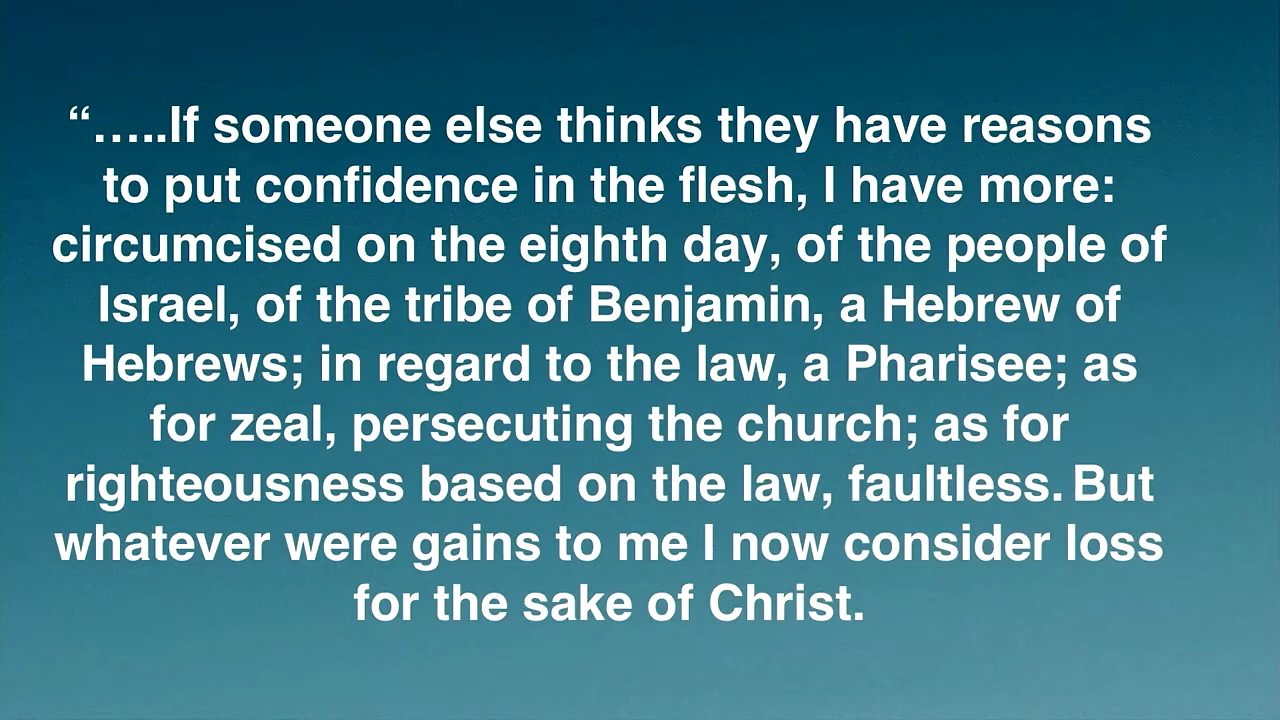 “…..If someone else thinks they have reasons
to put confidence in the flesh, I have more:
circumcised on the eighth day, of the people of
Israel, of the tribe of Benjamin, a Hebrew of
Hebrews; in regard to the law, a Pharisee; as
for zeal, persecuting the church; as for
righteousness based on the law, faultless. But
whatever were gains to me I now consider loss
for the sake of Christ.